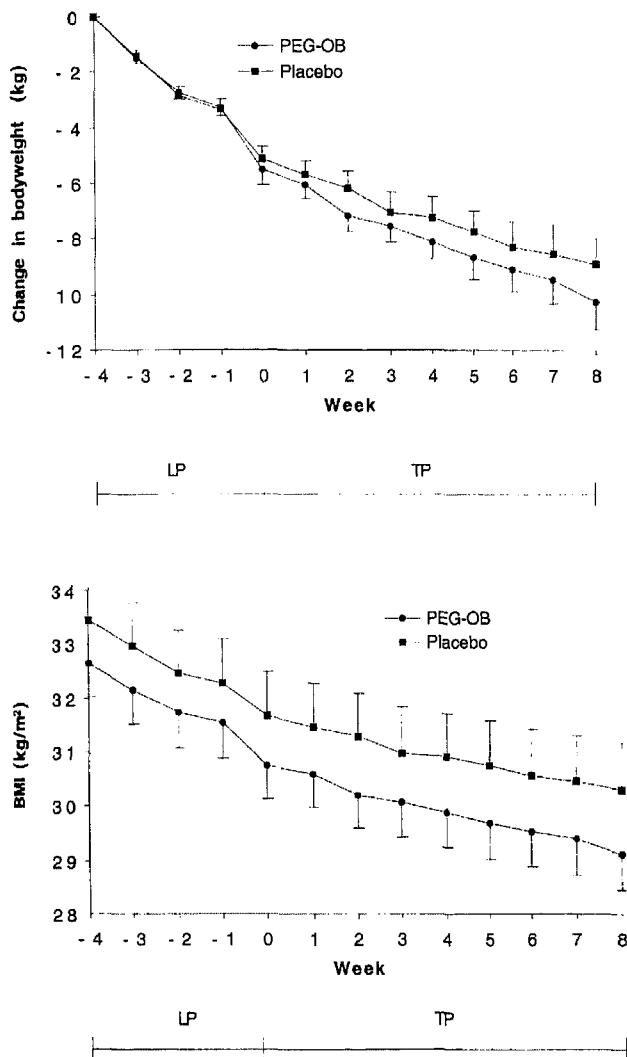 Change in bodyweight (kg)
0
- 2
- 4
- 6
- 8
10
- 12
PEG-OB
Placebo
- 4 - 3 - 2 - 1 0 1 2 3 4 5 6 7 8
Week
LP TP
BMI (kg/m²)
34
33
32
31
30
29
28
PEG-OB
Placebo
- 4 - 3 - 2 - 1 0 1 2 3 4 5 6 7 8
Week
LP TP